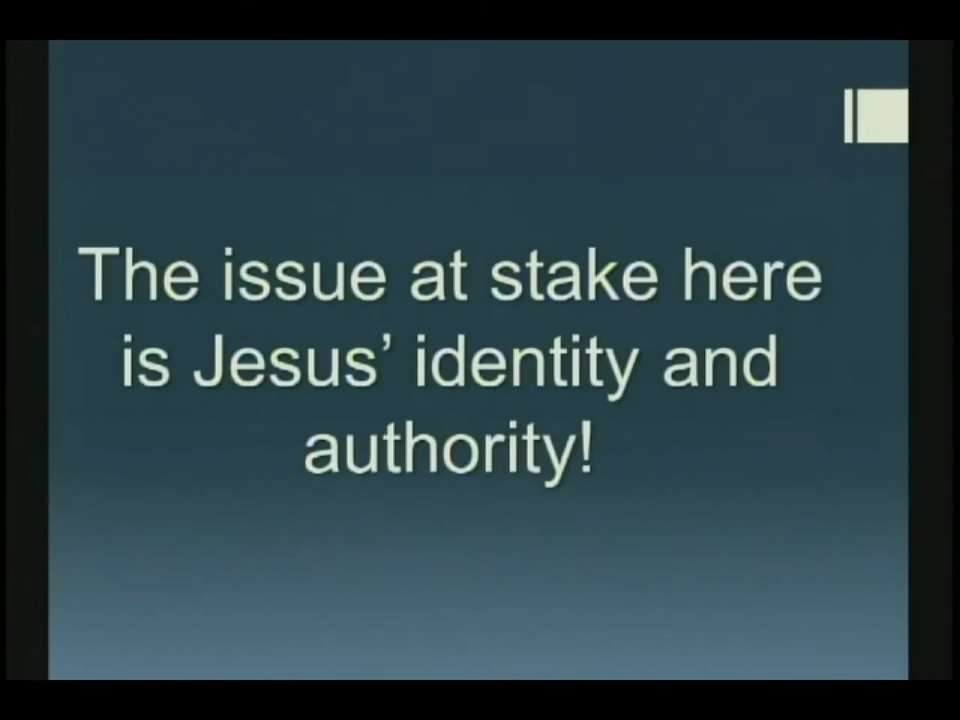 The issue at stake here
is Jesus’ identity and
authority!